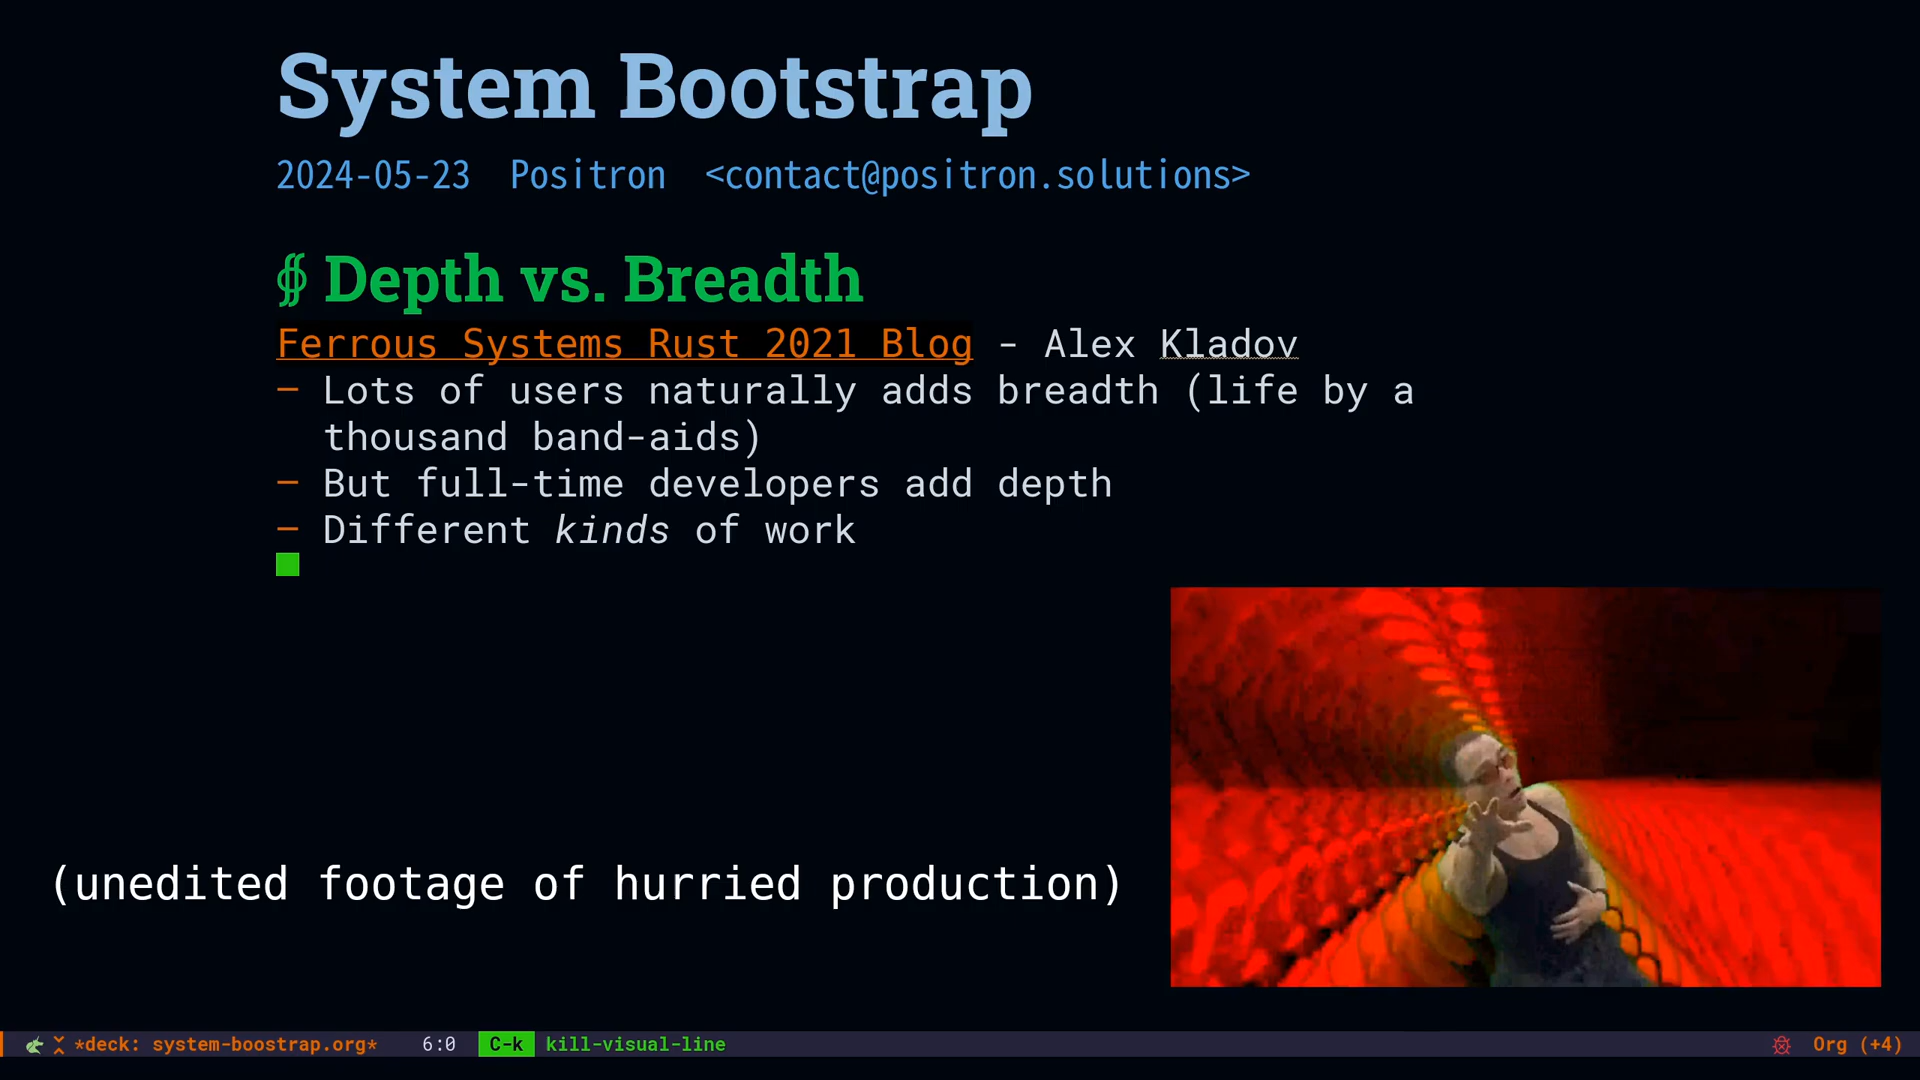 System Bootstrap
2024-05-23 Positron <contact@positron.solutions>
∯ Depth vs. Breadth
Ferrous Systems Rust 2021 Blog - Alex Kladov
— Lots of users naturally adds breadth (life by a
thousand band-aids)
— But full-time developers add depth
— Different kinds of work
(unedited footage of hurried production)
*deck: system-boostrap.org* 6:0 C-k kill-visual-line Org (+4)